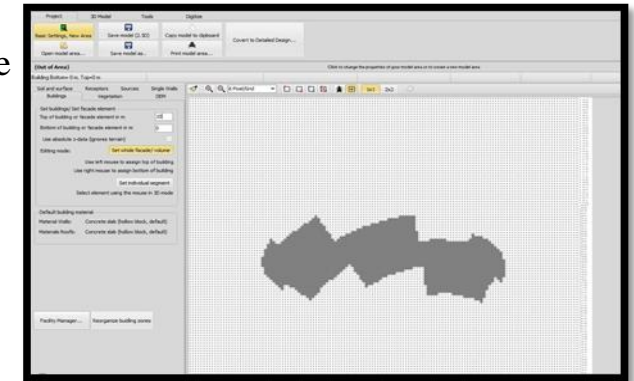 e
Project 3D Model Tools Digitize
Basic Settings, New Area Save model (2.5D) Copy model to clipboard
Convert to Detailed Design...
Open model area... Save model as... Print model area...
(Out of Area) Click to change the properties of your model area or to create a new model area
Building Bottom= 0 m, Top=0 m
Soil and surface Receptors Sources Single Walls
Buildings Vegetation DEM
Set buildings/ Set facade element
Top of building or facade element in m
Bottom of building or facade element in m
Use absolute z-data (ignores terrain)
Editing mode: Set whole facade/ volume
Use left mouse to assign top of building
Use right mouse to assign bottom of building
Set individual segment
Select element using the mouse in 3D mode
Default building material
Material Walls: Concrete slab (hollow block, default)
Materials Roofs: Concrete slab (hollow block, default)
Facility Manager... Reorganize building zones
1x1 2x2